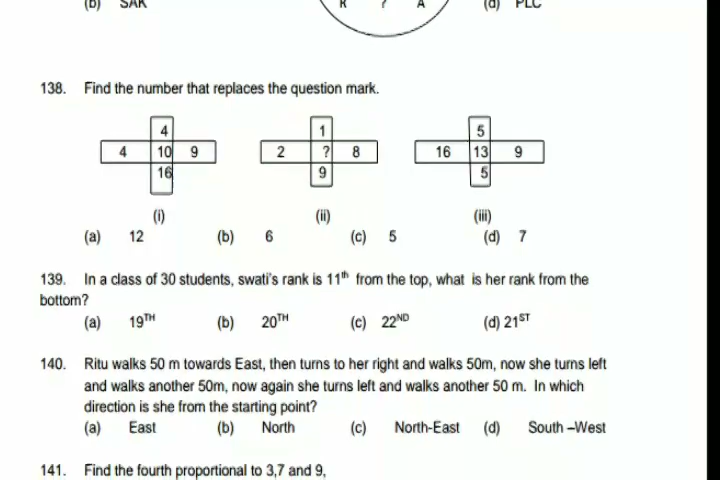 (b) SAR
R ? A
(d) PLC
138. Find the number that replaces the question mark.
4 1 5
4 10 9 2 ? 8 16 13 9
16 9 5
(i) (ii) (iii)
(a) 12 (b) 6 (c) 5 (d) 7
139. In a class of 30 students, swati's rank is 11th from the top, what is her rank from the
bottom?
(a) 19TH (b) 20TH (c) 22ND (d) 21ST
140. Ritu walks 50 m towards East, then turns to her right and walks 50m, now she turns left
and walks another 50m, now again she turns left and walks another 50 m. In which
direction is she from the starting point?
(a) East (b) North (c) North-East (d) South –West
141. Find the fourth proportional to 3,7 and 9,